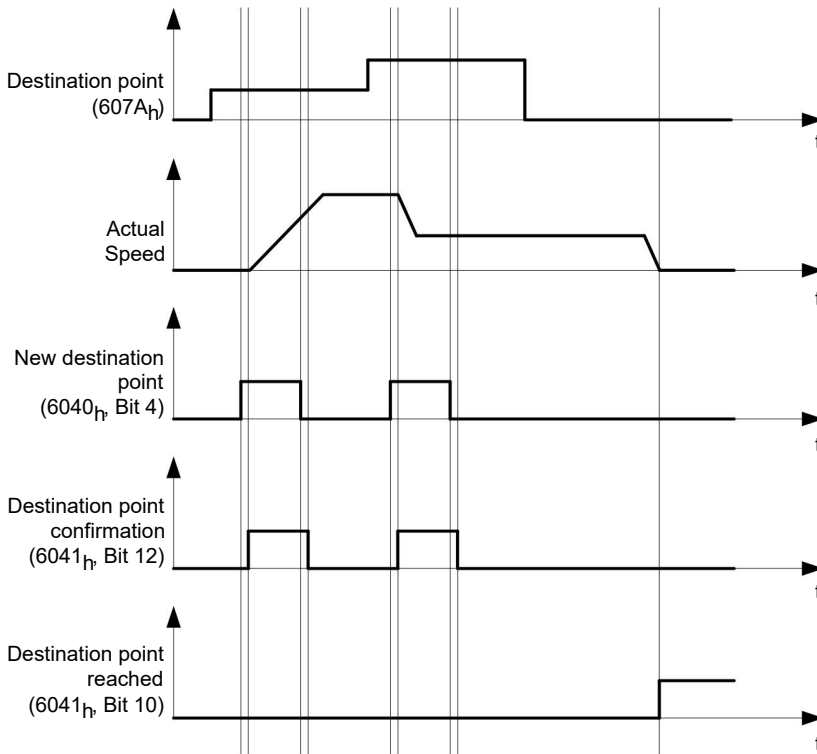 Destination point
(607Ah)
t
Actual
Speed
t
New destination
point
(6040h, Bit 4)
t
Destination point
confirmation
(6041h, Bit 12)
t
Destination point
reached
(6041h, Bit 10)
t